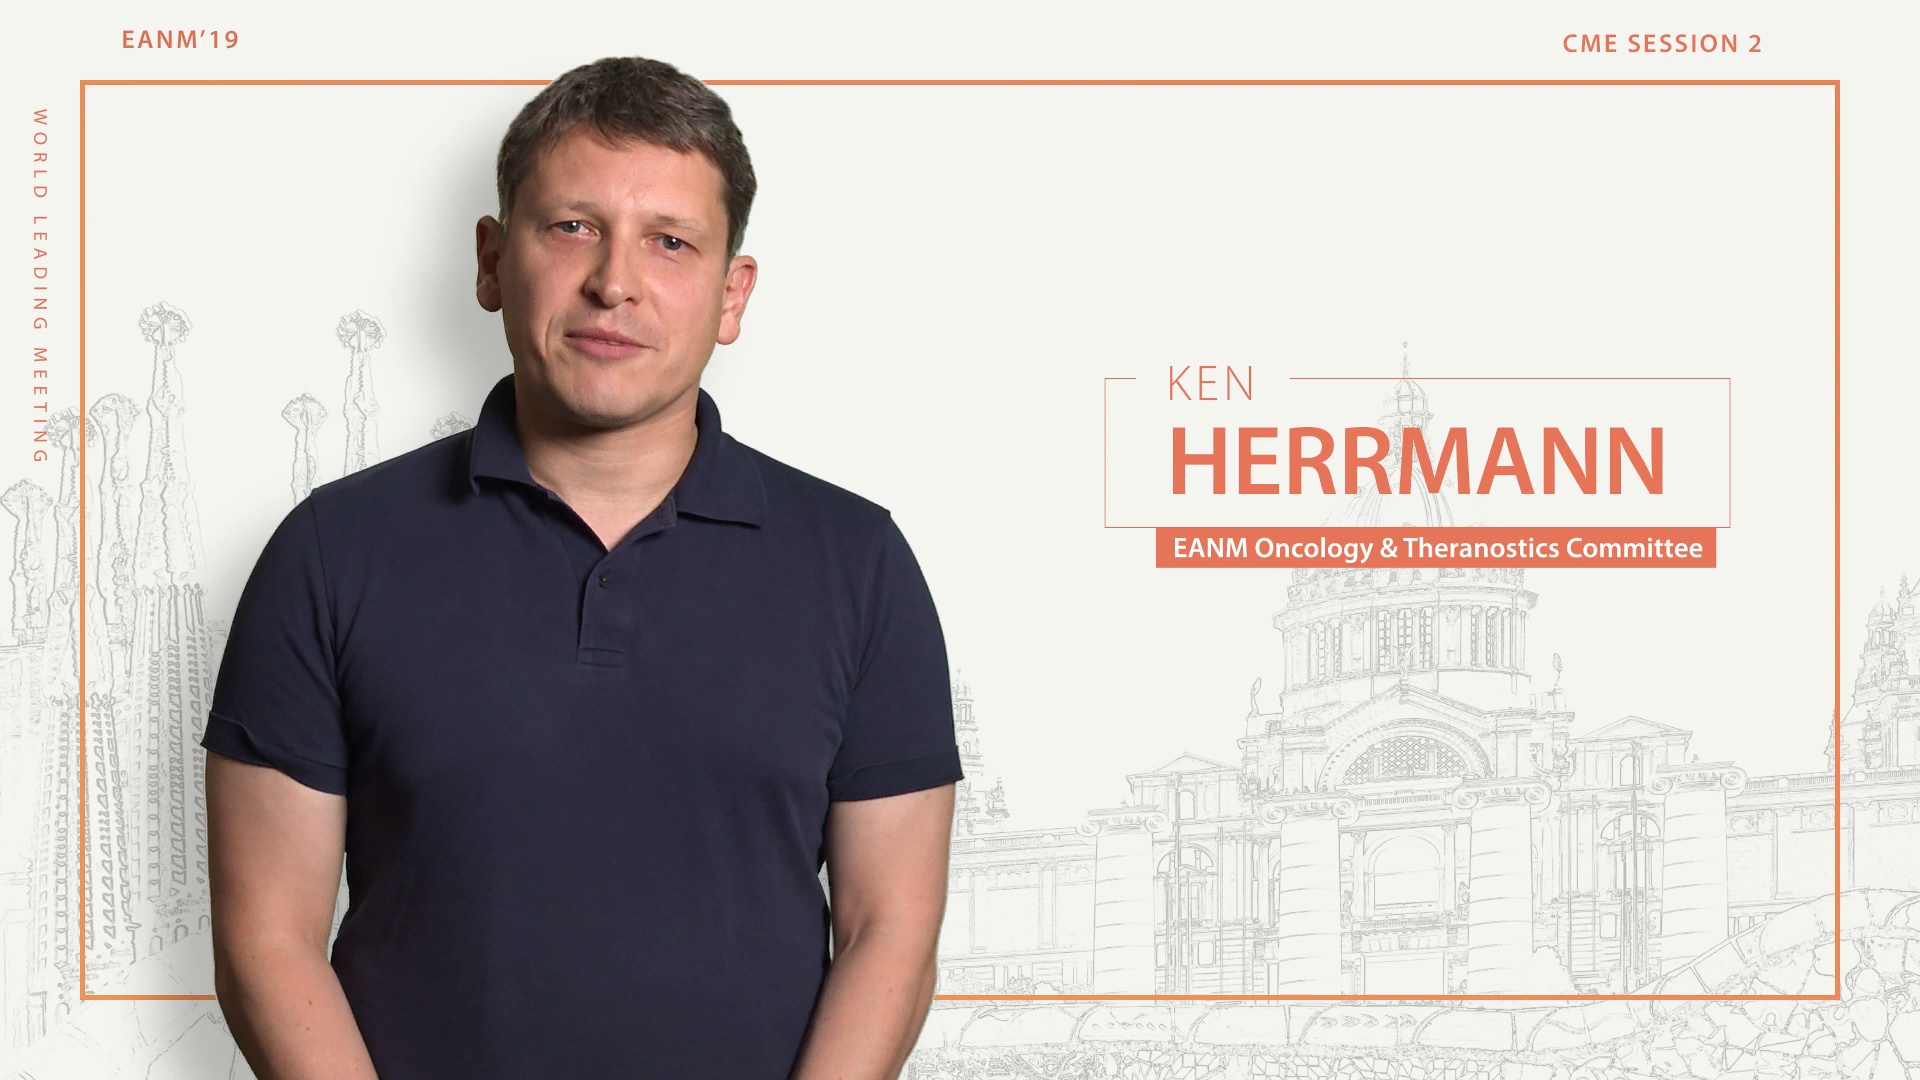 EANM’19
CME SESSION 2
WORLD LEADING MEETING
KEN
HERRMANN
EANM Oncology & Theranostics Committee